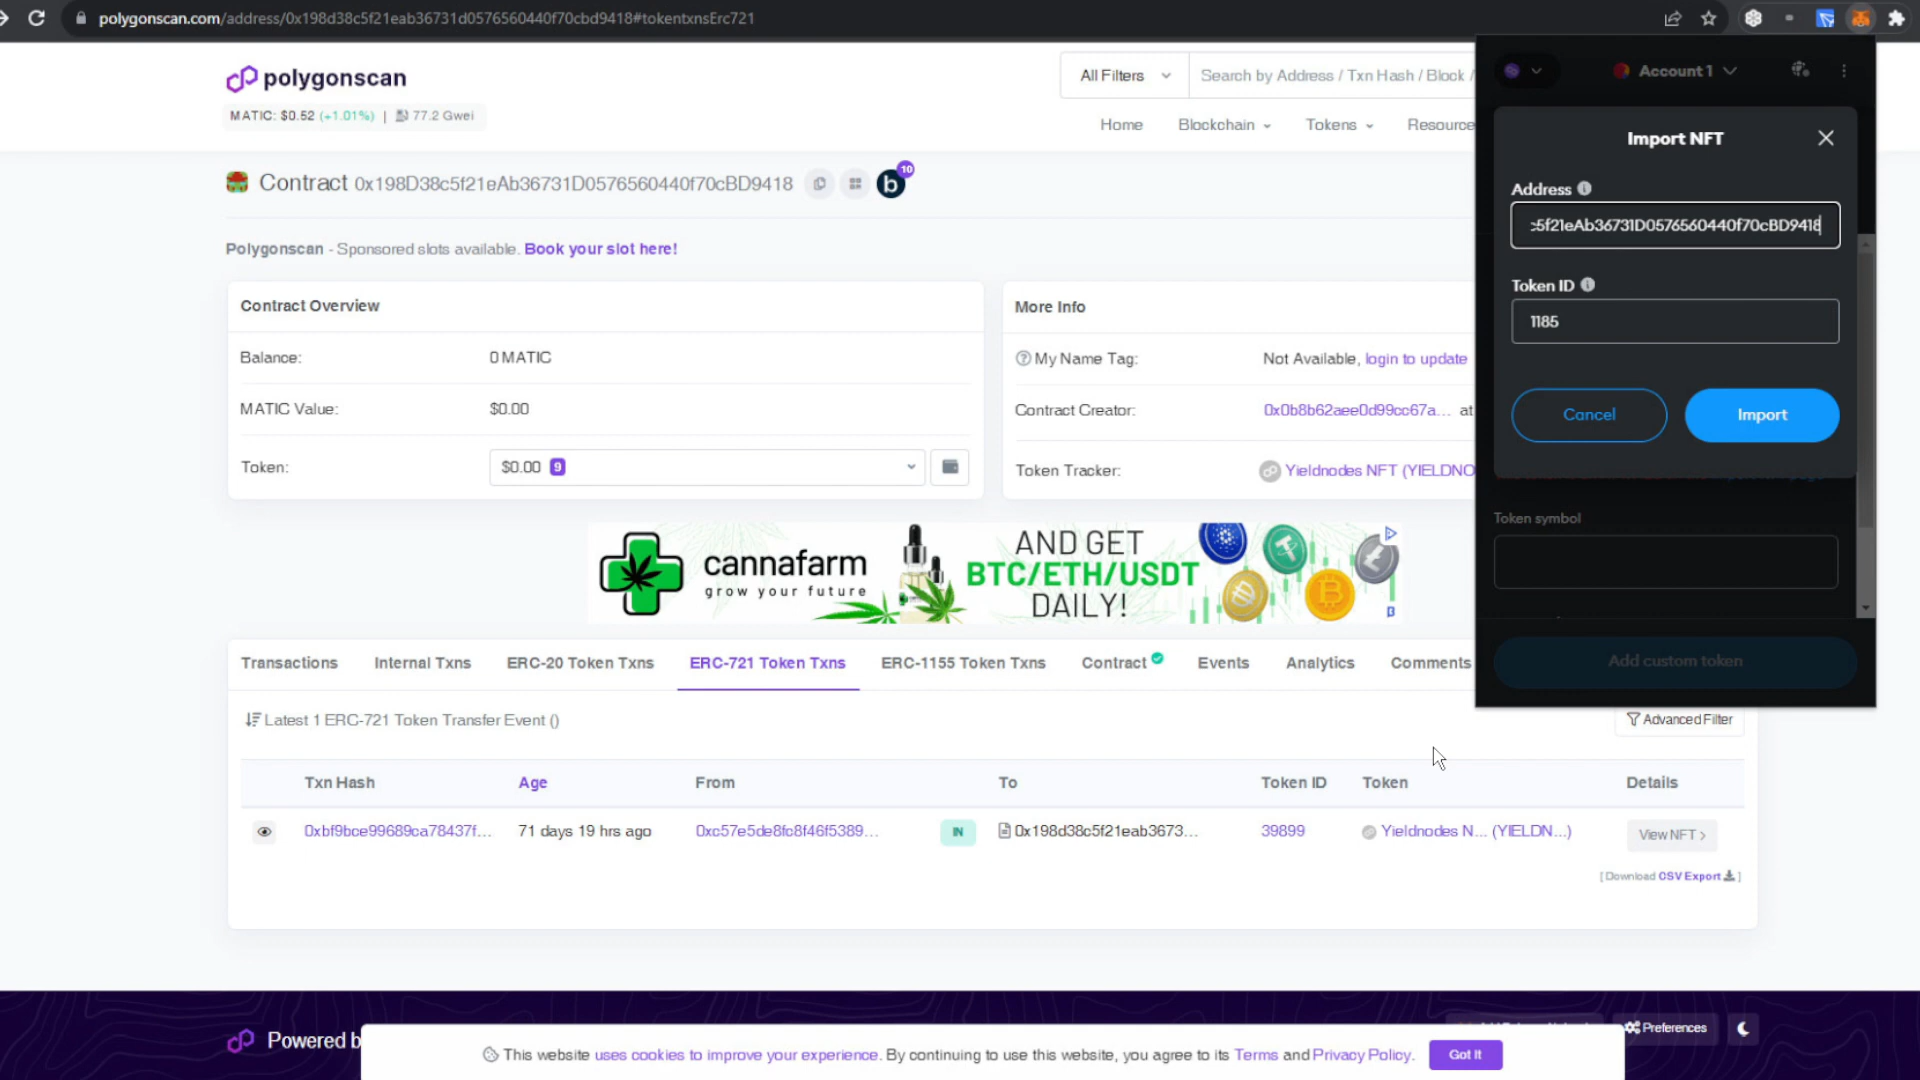 polygonscan.com/address/0x198d38c5f21eab36731d0576560440f70cbd9418#tokentxnsErc721
polygonscan
MATIC: $0.52 (+1.01%) | 77.2 Gwei
All Filters
Search by Address / Txn Hash / Block /
Home Blockchain Tokens Resource
Contract 0x198D38c5f21eAb36731D0576560440f70cBD9418
b 10
Polygonscan - Sponsored slots available. Book your slot here!
Contract Overview
Balance: 0 MATIC
MATIC Value: $0.00
Token: $0.00 9
More Info
My Name Tag: Not Available, login to update
Contract Creator: 0x0b8b62aee0d99cc67a... at
Token Tracker: Yieldnodes NFT (YIELDNO
Account 1
Import NFT
Address
c5f21eAb36731D0576560440f70cBD9418
Token ID
1185
Cancel Import
Token symbol
Add custom token
cannafarm
grow your future
AND GET
BTC/ETH/USDT
DAILY!
Transactions Internal Txns ERC-20 Token Txns ERC-721 Token Txns ERC-1155 Token Txns Contract Events Analytics Comments
Latest 1 ERC-721 Token Transfer Event ()
Advanced Filter
Txn Hash Age From To Token ID Token Details
0xbf9bce99689ca78437f... 71 days 19 hrs ago 0xc57e5de8fc8f46f5389... IN 0x198d38c5f21eab3673... 39899 Yieldnodes N... (YIELDN...) View NFT >
[ Download CSV Export ]
Powered b
Preferences
This website uses cookies to improve your experience. By continuing to use this website, you agree to its Terms and Privacy Policy.
Got It